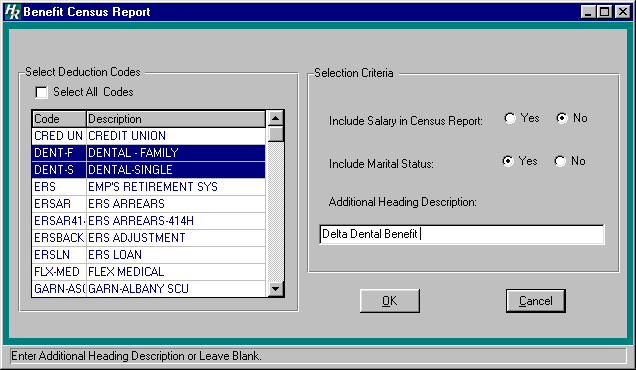 HR Benefit Census Report
Select Deduction Codes
Select All Codes
Code Description
CRED UN CREDIT UNION
DENT-F DENTAL - FAMILY
DENT-S DENTAL-SINGLE
ERS EMP'S RETIREMENT SYS
ERSAR ERS ARREARS
ERSAR41 ERS ARREARS-414H
ERSBACK ERS ADJUSTMENT
ERSLN ERS LOAN
FLX-MED FLEX MEDICAL
GARN-AS GARN-ALBANY SCU
Selection Criteria
Include Salary in Census Report: Yes No
Include Marital Status: Yes No
Additional Heading Description:
Delta Dental Benefit
OK Cancel
Enter Additional Heading Description or Leave Blank.